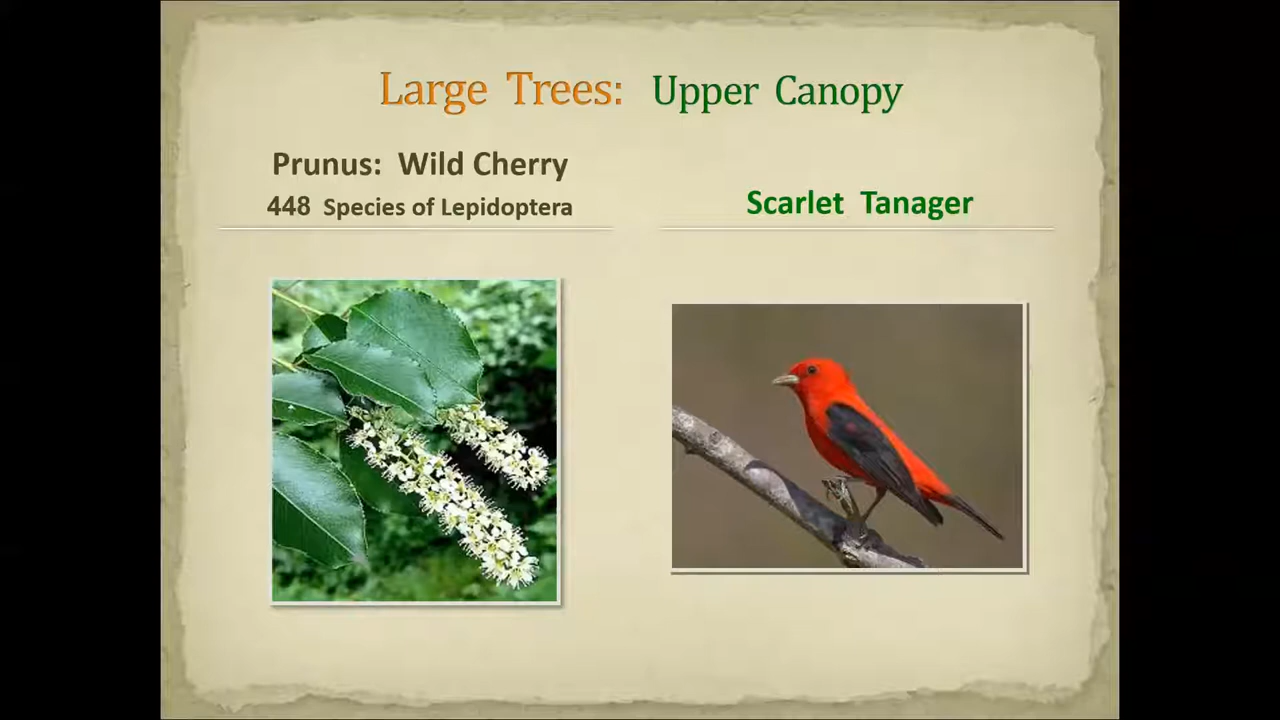 Large Trees: Upper Canopy
Prunus: Wild Cherry
448 Species of Lepidoptera
Scarlet Tanager